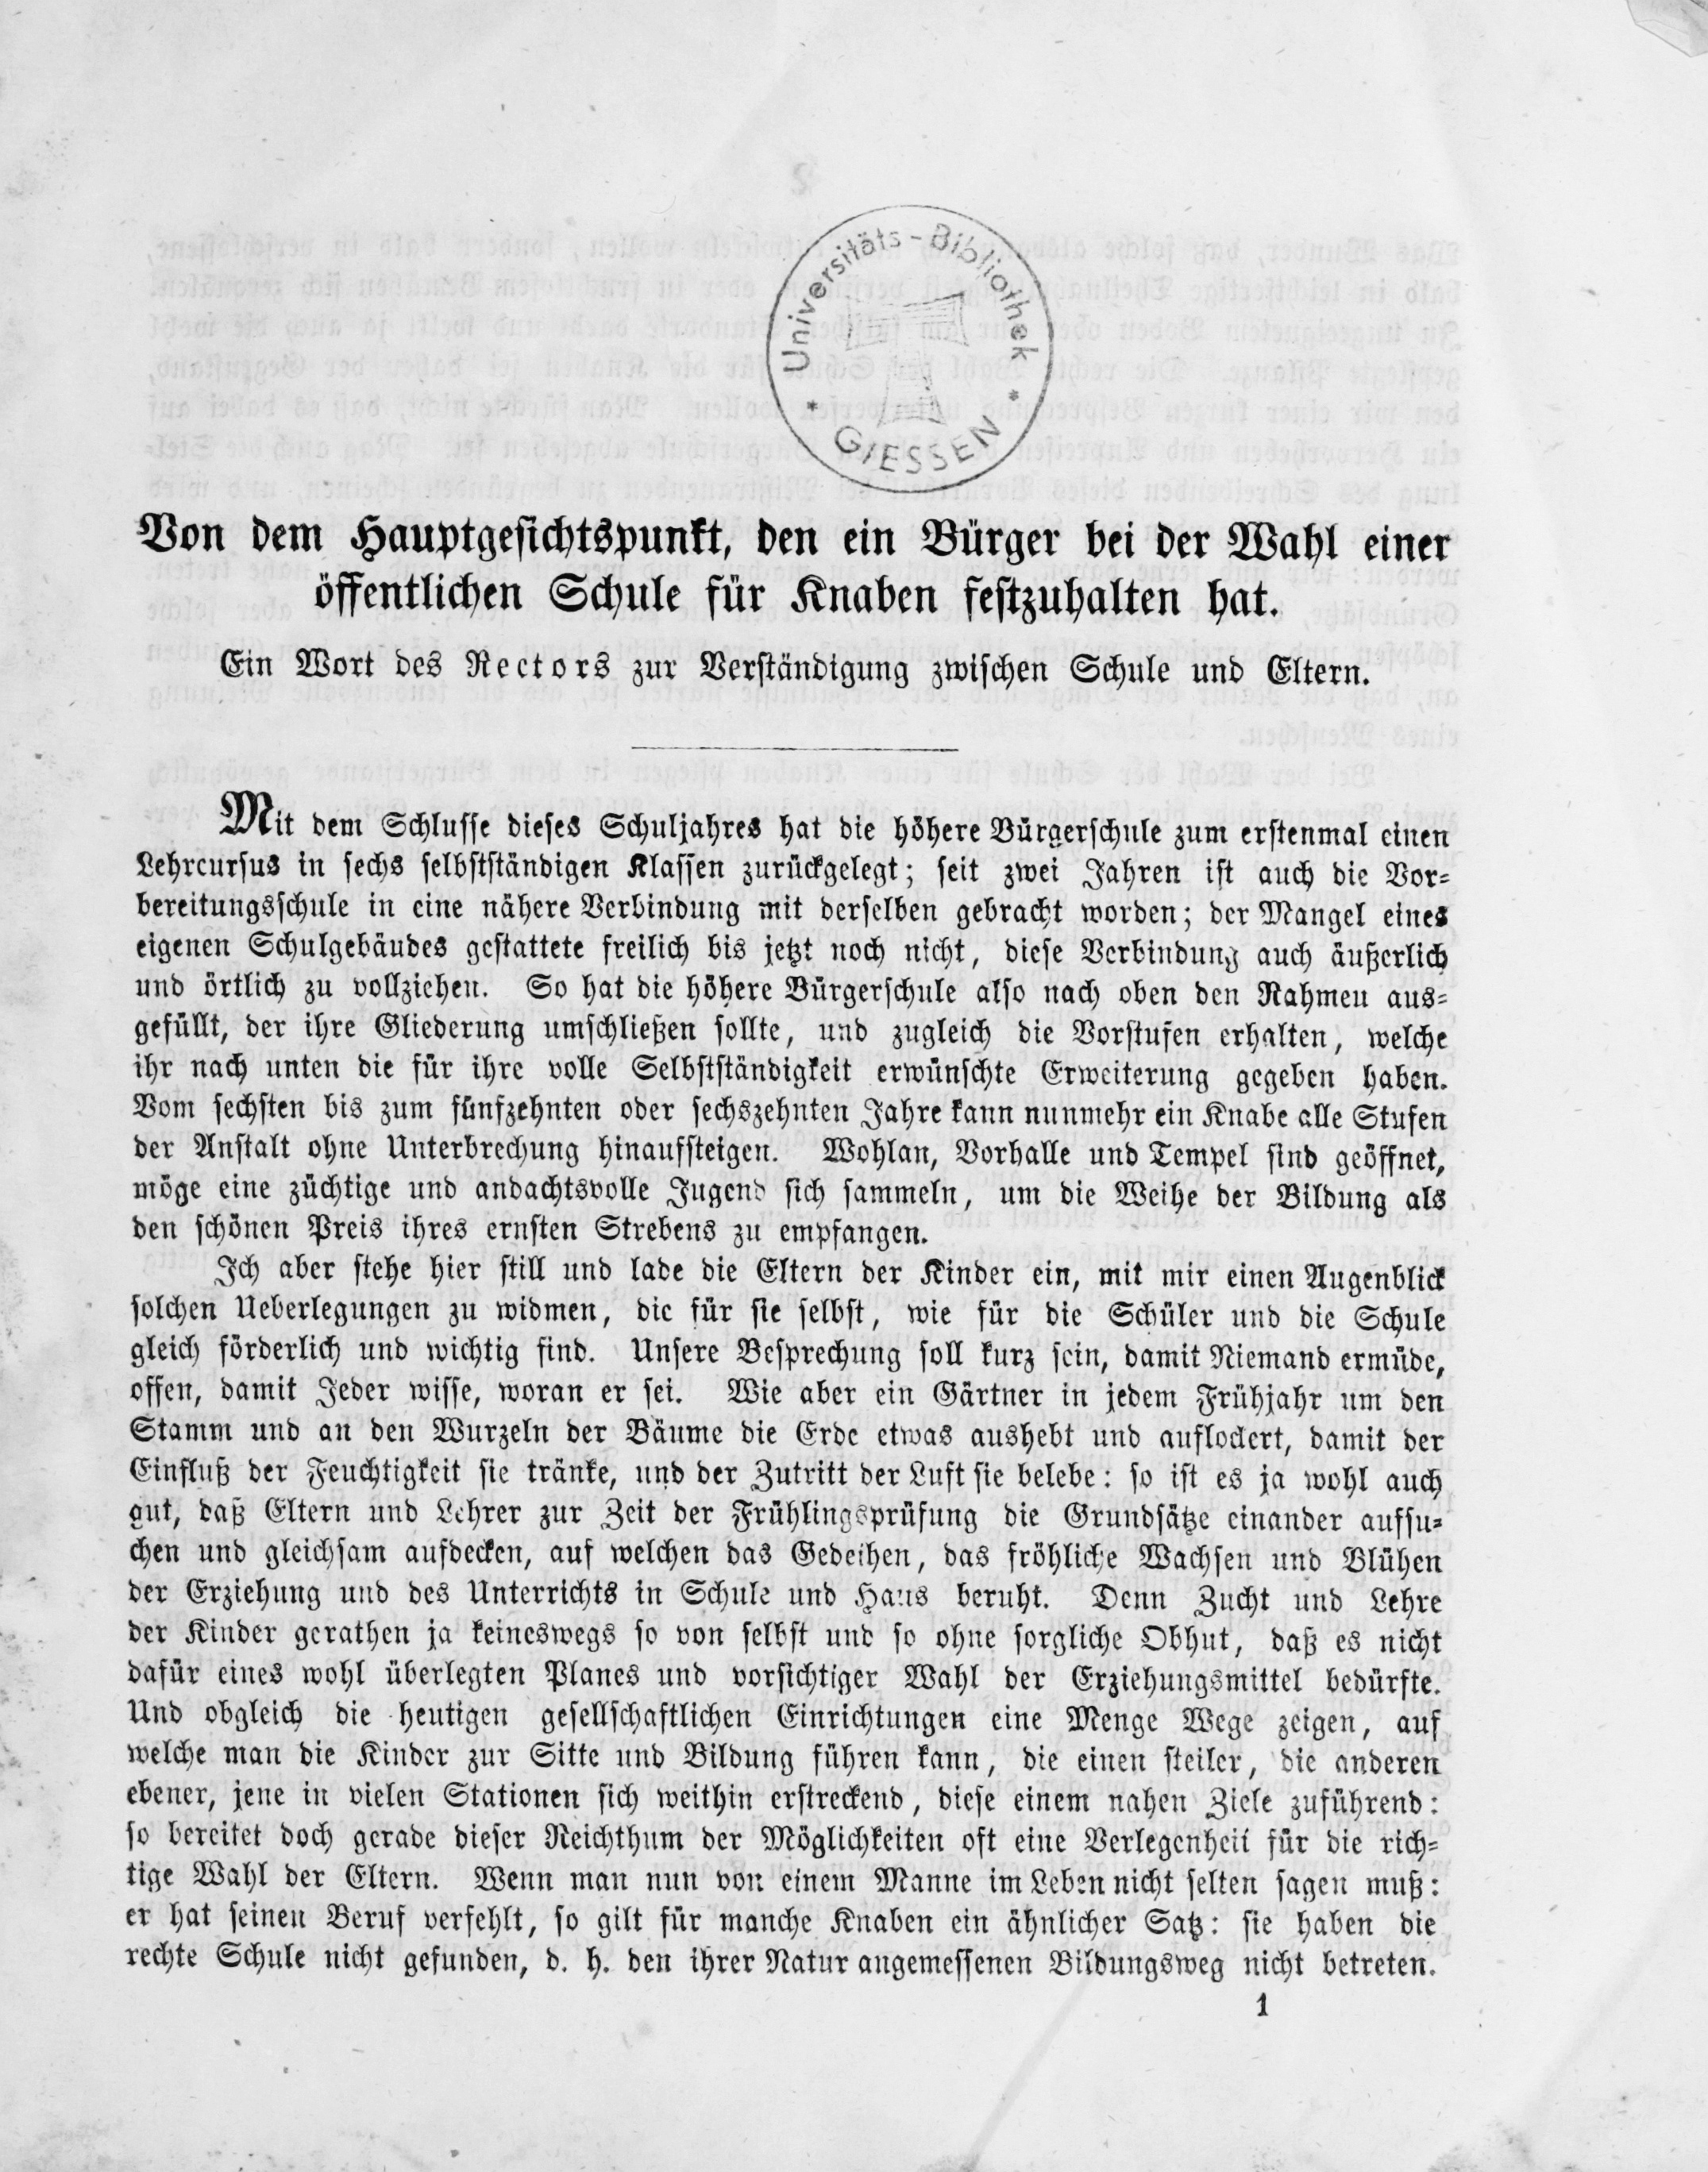 Universitäts-Bibliothek
* GIESSEN *
Von dem Hauptgesichtspunkt, den ein Bürger bei der Wahl einer
öffentlichen Schule für Knaben festzuhalten hat.
Ein Wort des Rectors zur Verständigung zwischen Schule und Eltern.
Mit dem Schlusse dieses Schuljahres hat die höhere Bürgerschule zum erstenmal einen
Lehrcursus in sechs selbstständigen Klassen zurückgelegt; seit zwei Jahren ist auch die Vor-
bereitungsschule in eine nähere Verbindung mit derselben gebracht worden; der Mangel eines
eigenen Schulgebäudes gestattete freilich bis jetzt noch nicht, diese Verbindung auch äußerlich
und örtlich zu vollziehen. So hat die höhere Bürgerschule also nach oben den Rahmen aus-
gefüllt, der ihre Gliederung umschließen sollte, und zugleich die Vorstufen erhalten, welche
ihr nach unten die für ihre volle Selbstständigkeit erwünschte Erweiterung gegeben haben.
Vom sechsten bis zum fünfzehnten oder sechszehnten Jahre kann nunmehr ein Knabe alle Stufen
der Anstalt ohne Unterbrechung hinaufsteigen. Wohlan, Vorhalle und Tempel sind geöffnet,
möge eine züchtige und andachtsvolle Jugend sich sammeln, um die Weihe der Bildung als
den schönen Preis ihres ernsten Strebens zu empfangen.
Ich aber stehe hier still und lade die Eltern der Kinder ein, mit mir einen Augenblick
solchen Ueberlegungen zu widmen, die für sie selbst, wie für die Schüler und die Schule
gleich förderlich und wichtig sind. Unsere Besprechung soll kurz sein, damit Niemand ermüde,
offen, damit Jeder wisse, woran er sei. Wie aber ein Gärtner in jedem Frühjahr um den
Stamm und an den Wurzeln der Bäume die Erde etwas aushebt und auflockert, damit der
Einfluß der Feuchtigkeit sie tränke, und der Zutritt der Luft sie belebe: so ist es ja wohl auch
gut, daß Eltern und Lehrer zur Zeit der Frühlingsprüfung die Grundsätze einander aufsu-
chen und gleichsam aufdecken, auf welchen das Gedeihen, das fröhliche Wachsen und Blühen
der Erziehung und des Unterrichts in Schule und Haus beruht. Denn Zucht und Lehre
der Kinder gerathen ja keineswegs so von selbst und so ohne sorgliche Obhut, daß es nicht
dafür eines wohl überlegten Planes und vorsichtiger Wahl der Erziehungsmittel bedürfte.
Und obgleich die heutigen gesellschaftlichen Einrichtungen eine Menge Wege zeigen, auf
welche man die Kinder zur Sitte und Bildung führen kann, die einen steiler, die anderen
ebener, jene in vielen Stationen sich weithin erstreckend, diese einem nahen Ziele zuführend:
so bereitet doch gerade dieser Reichthum der Möglichkeiten oft eine Verlegenheit für die rich-
tige Wahl der Eltern. Wenn man nun von einem Manne im Leben nicht selten sagen muß:
er hat seinen Beruf verfehlt, so gilt für manche Knaben ein ähnlicher Satz: sie haben die
rechte Schule nicht gefunden, d. h. den ihrer Natur angemessenen Bildungsweg nicht betreten.
1